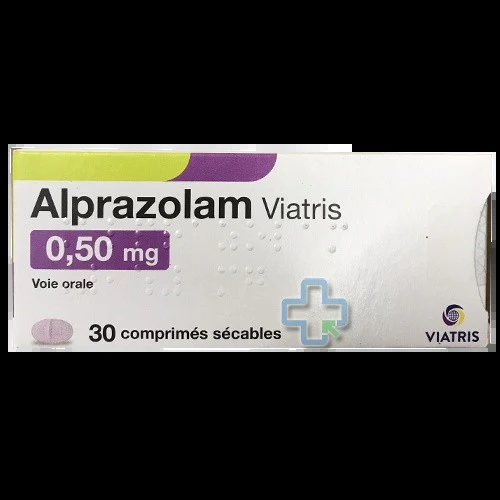 Alprazolam Viatris
0,50 mg
Voie orale
30 comprimés sécables
VIATRIS